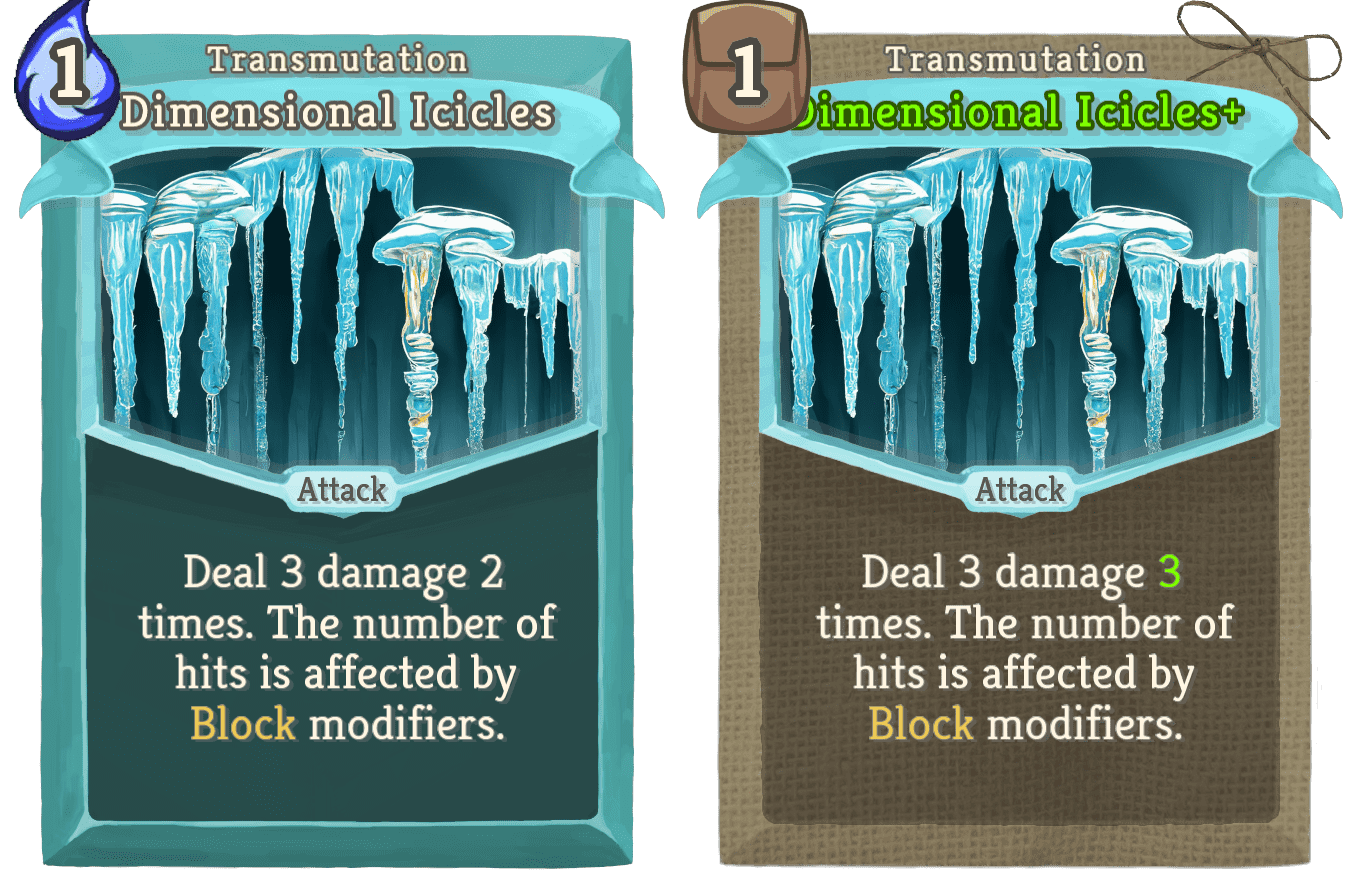 1
Transmutation
Dimensional Icicles
Attack
Deal 3 damage 2
times. The number of
hits is affected by
Block modifiers.
1
Transmutation
Dimensional Icicles+
Attack
Deal 3 damage 3
times. The number of
hits is affected by
Block modifiers.